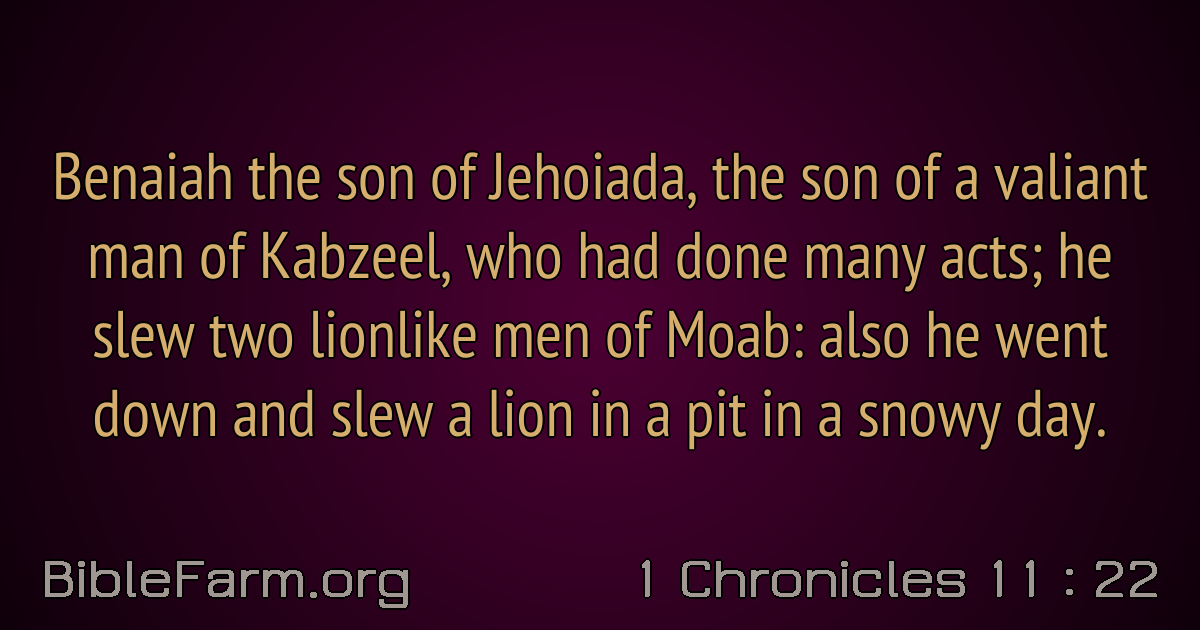 Benaiah the son of Jehoiada, the son of a valiant
man of Kabzeel, who had done many acts; he
slew two lionlike men of Moab: also he went
down and slew a lion in a pit in a snowy day.
BibleFarm.org
1 Chronicles 11 : 22